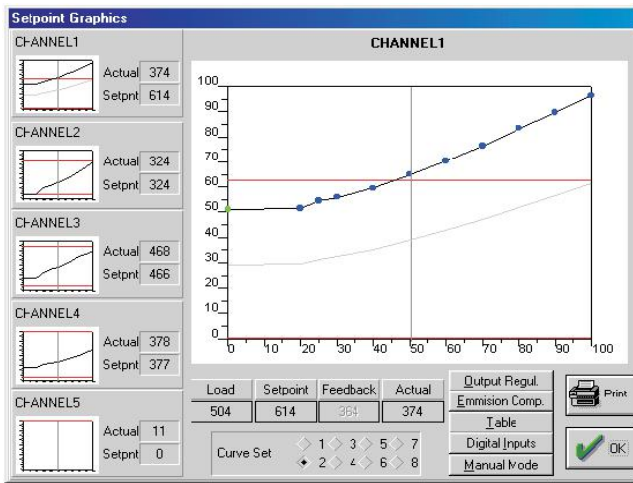 Setpoint Graphics
CHANNEL1
Actual 374
Setpnt 614
CHANNEL2
Actual 324
Setpnt 324
CHANNEL3
Actual 468
Setpnt 466
CHANNEL4
Actual 378
Setpnt 377
CHANNEL5
Actual 11
Setpnt 0
CHANNEL1
100
90
80
70
60
50
40
30
20
10
0
0 10 20 30 40 50 60 70 80 90 100
Load Setpoint Feedback Actual
504 614 364 374
Curve Set
1 3 5 7
2 4 6 8
Output Regul.
Emmision Comp.
Table
Digital Inputs
Manual Mode
Print
OK